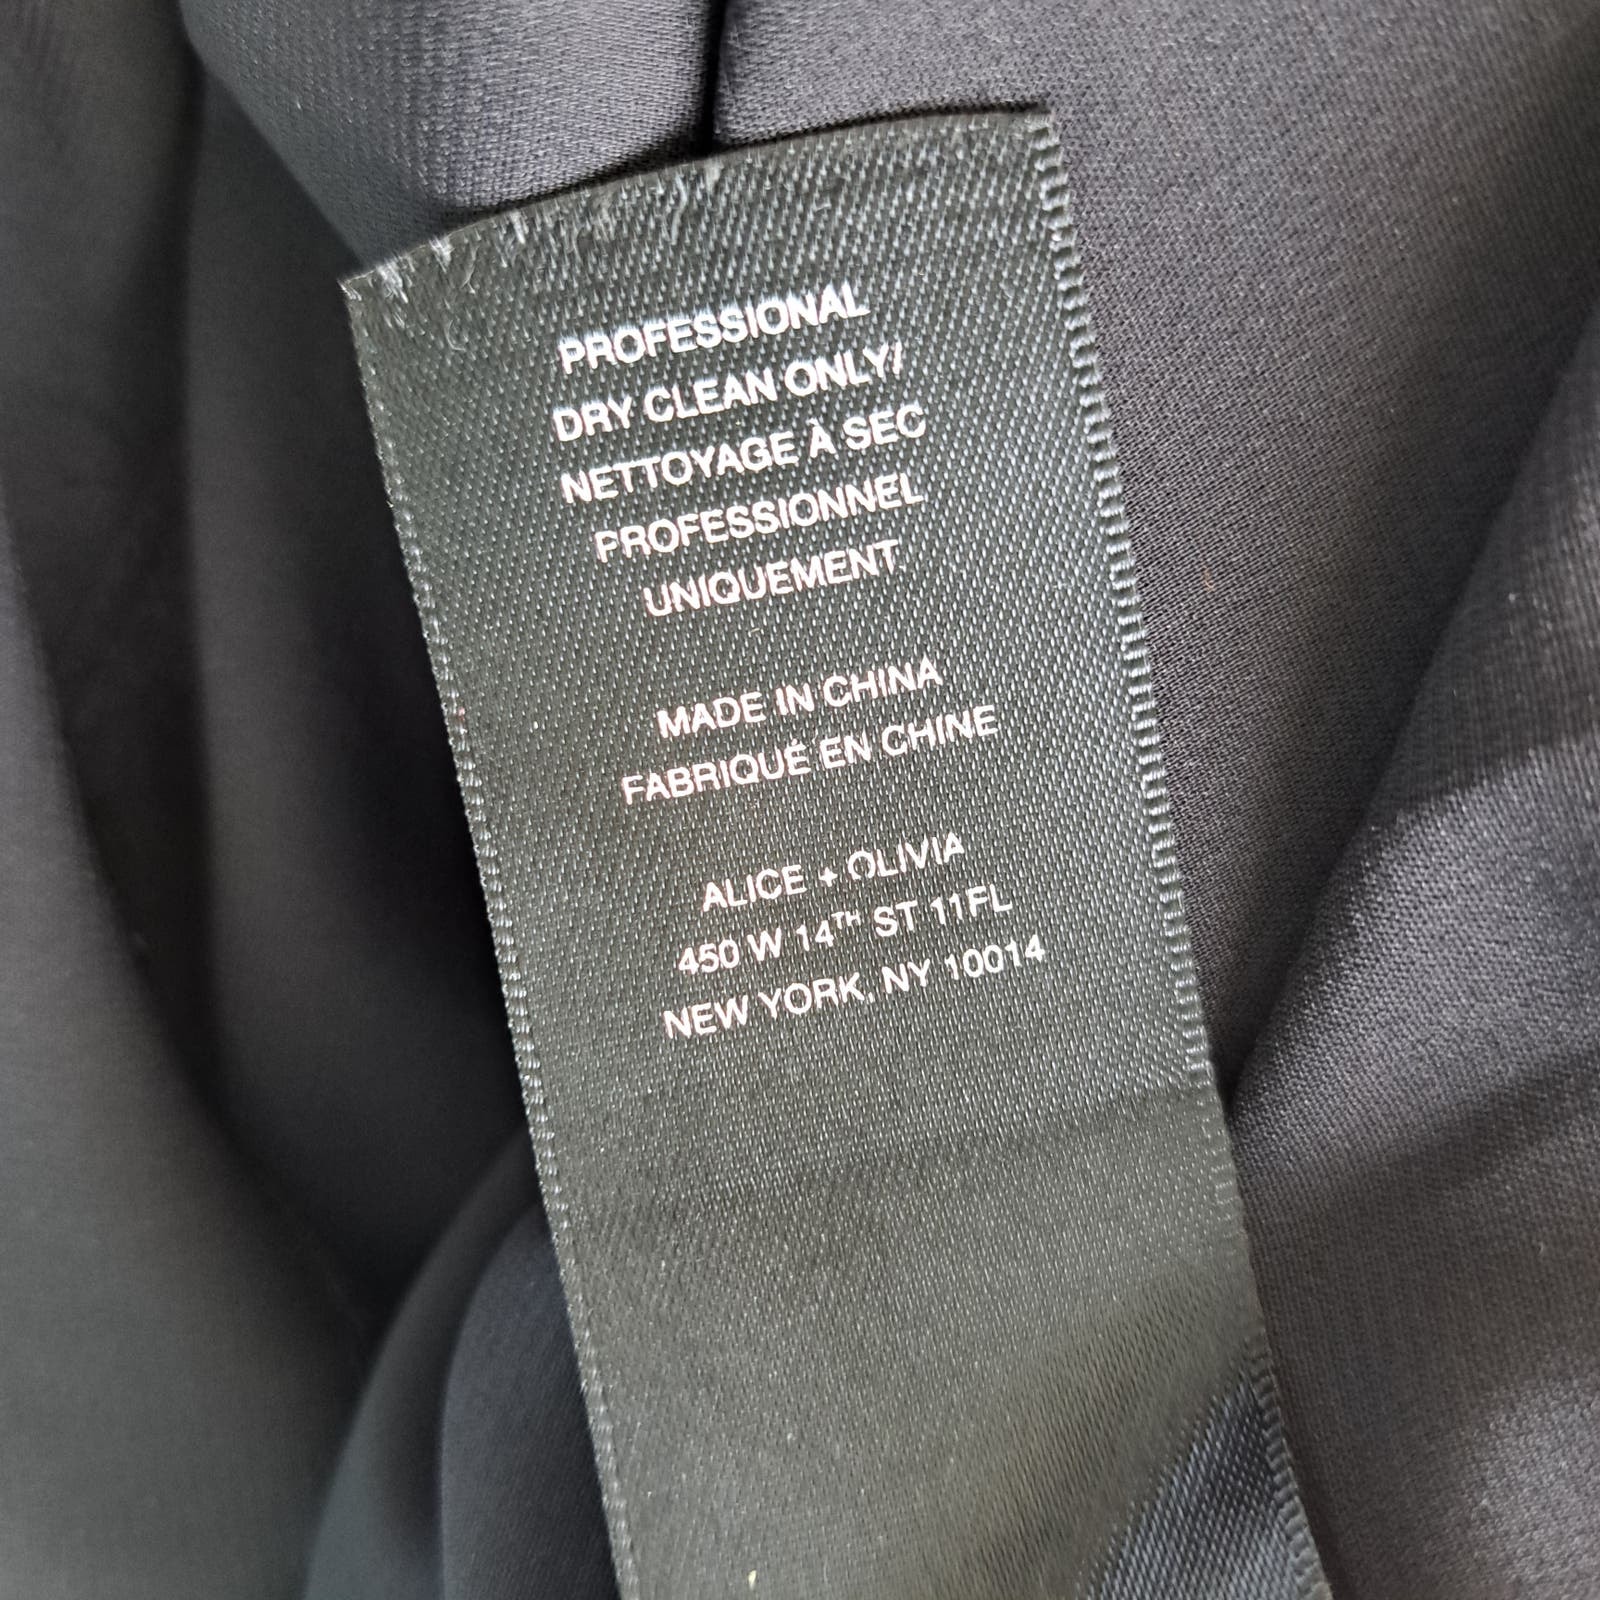 PROFESSIONAL
DRY CLEAN ONLY/
NETTOYAGE À SEC
PROFESSIONNEL
UNIQUEMENT
MADE IN CHINA
FABRIQUÉ EN CHINE
ALICE + OLIVIA
450 W 14TH ST 11FL
NEW YORK, NY 10014